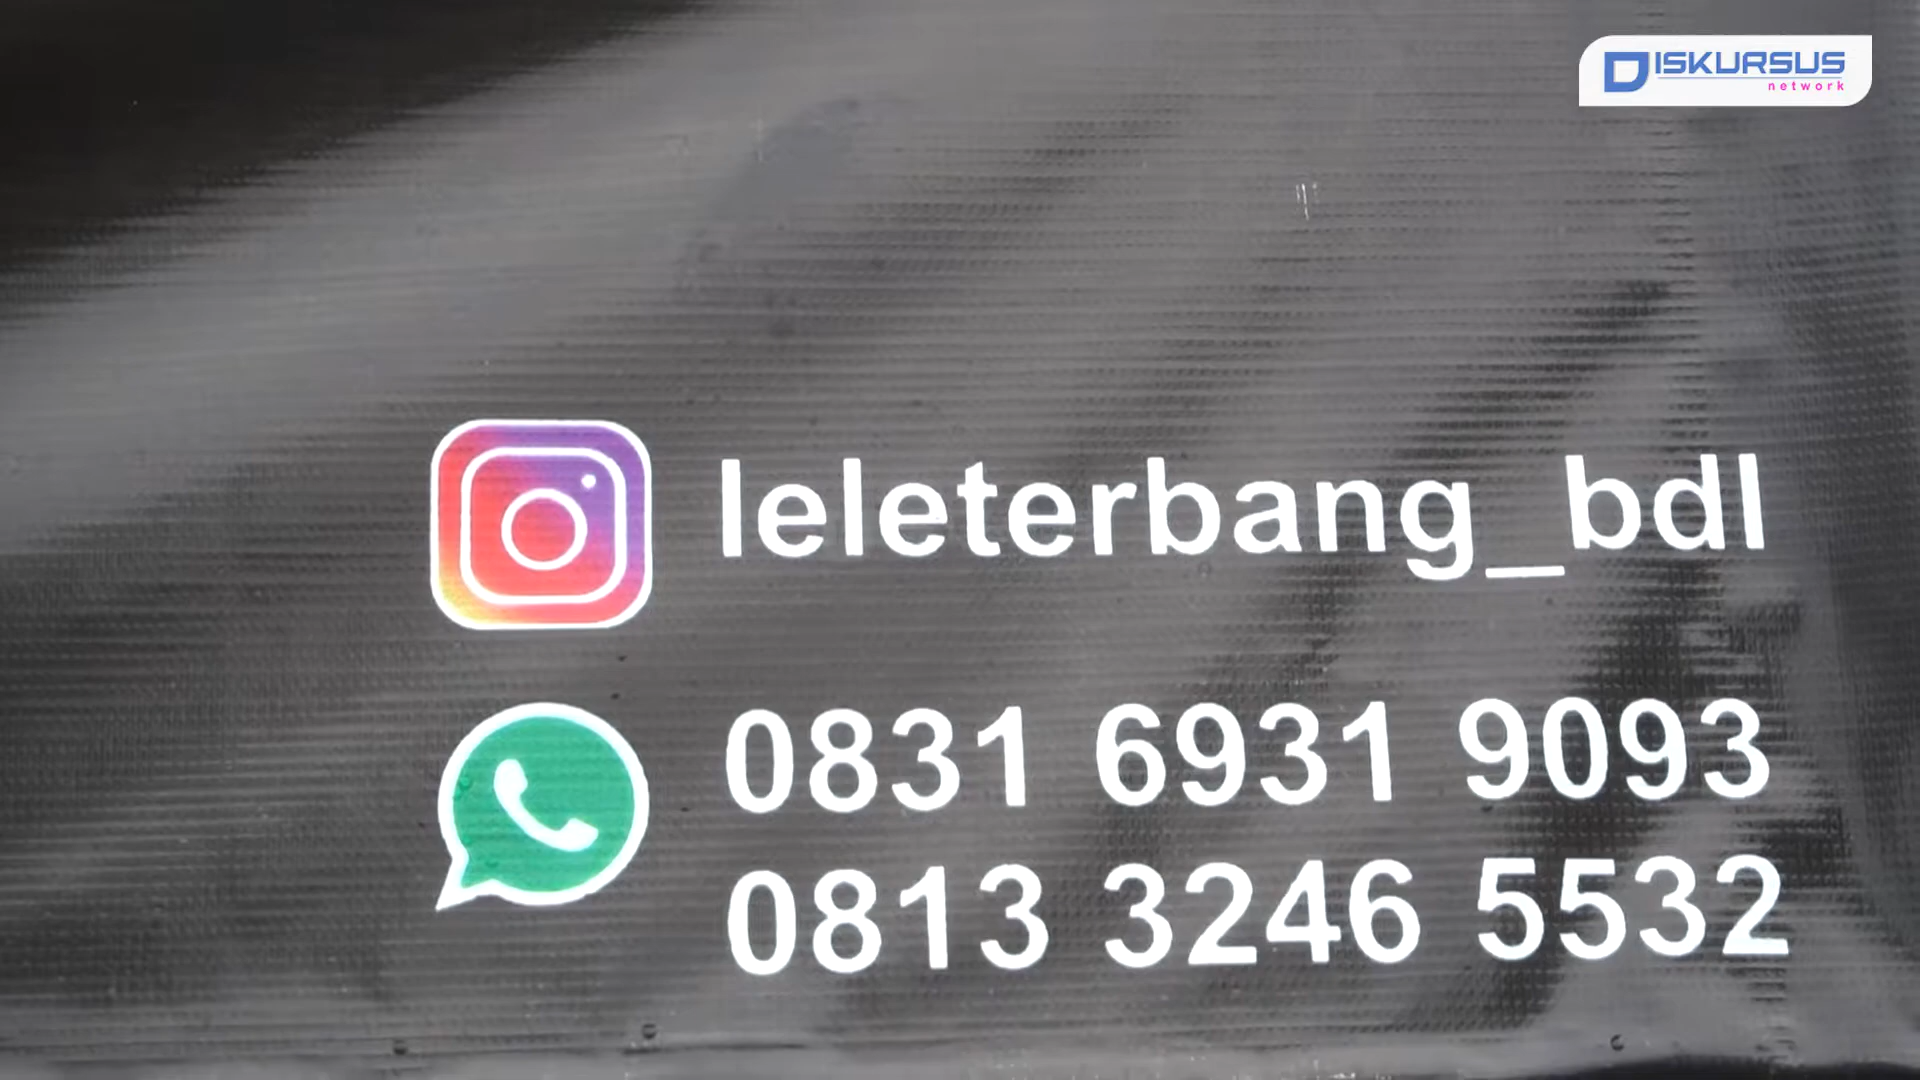 DISKURSUS
network
leleterbang_bdl
0831 6931 9093
0813 3246 5532